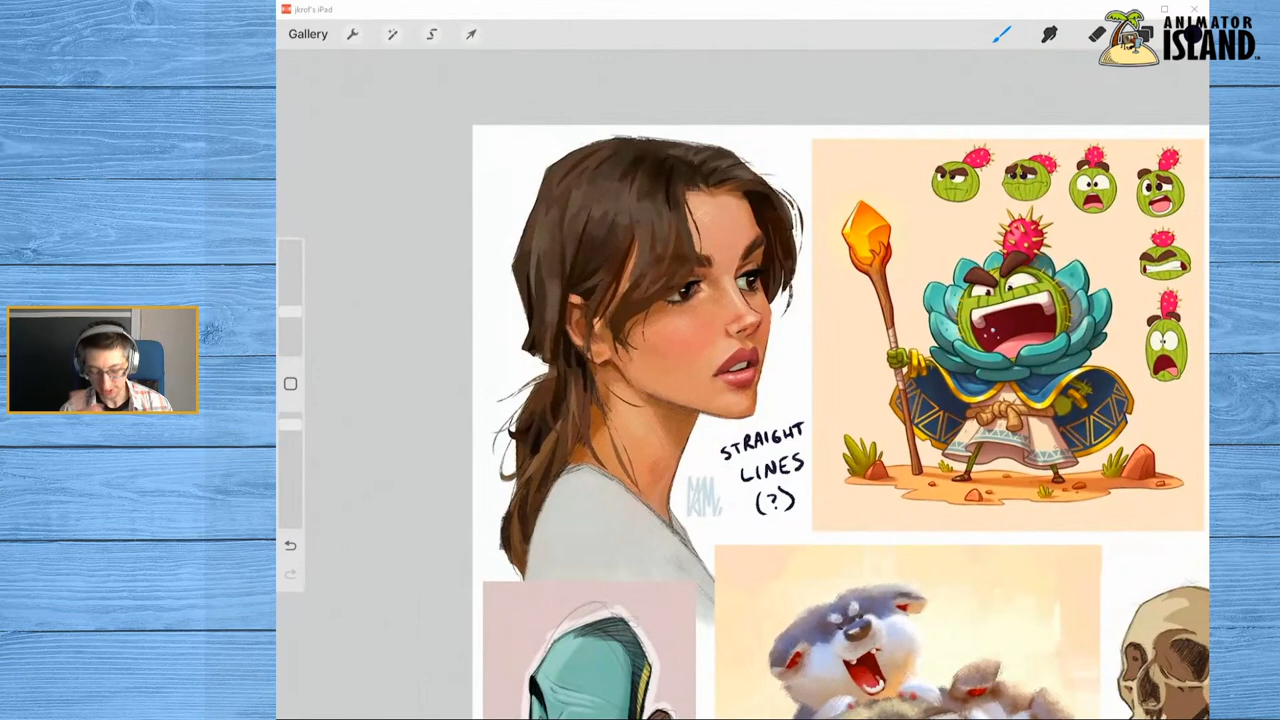 jkrof's iPad
Gallery
ANIMATOR
ISLAND
STRAIGHT
LINES
(?)